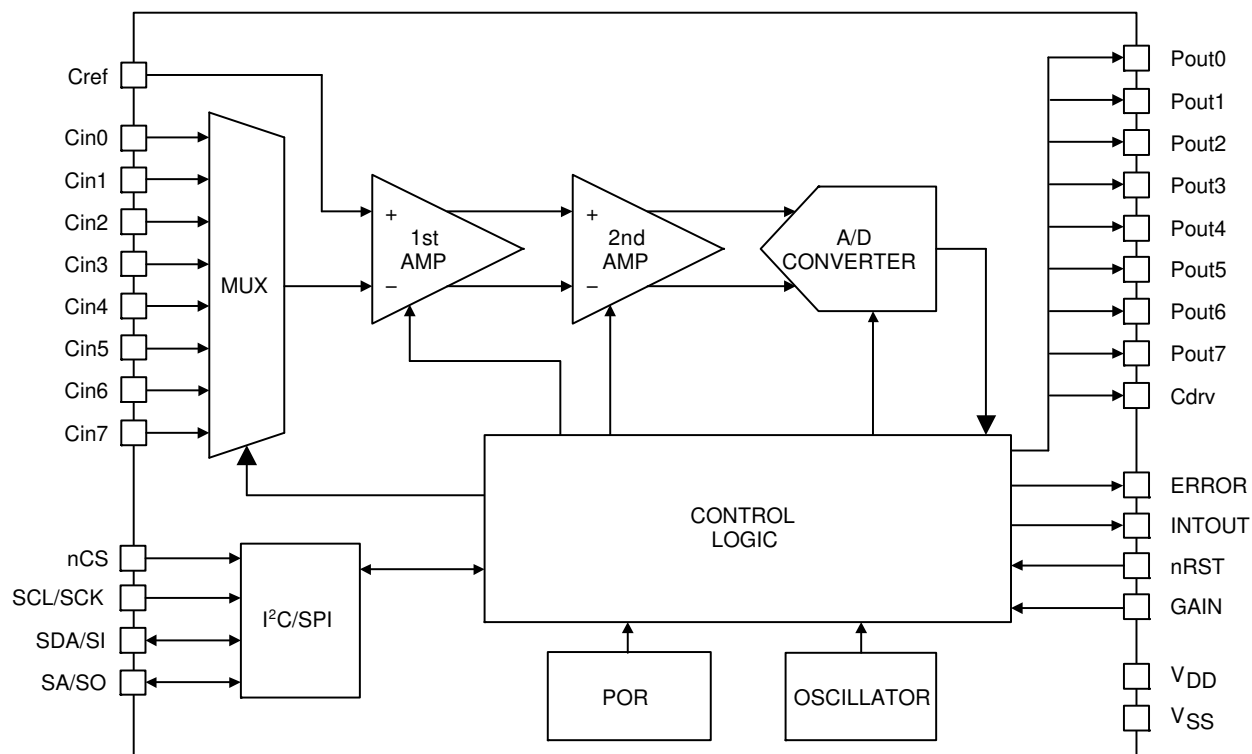 Cref
Cin0
Cin1
Cin2
Cin3
Cin4
Cin5
Cin6
Cin7
MUX
+
1st
AMP
−
+
2nd
AMP
−
A/D
CONVERTER
Pout0
Pout1
Pout2
Pout3
Pout4
Pout5
Pout6
Pout7
Cdrv
ERROR
INTOUT
nRST
GAIN
VDD
VSS
CONTROL
LOGIC
nCS
SCL/SCK
SDA/SI
SA/SO
I²C/SPI
POR
OSCILLATOR